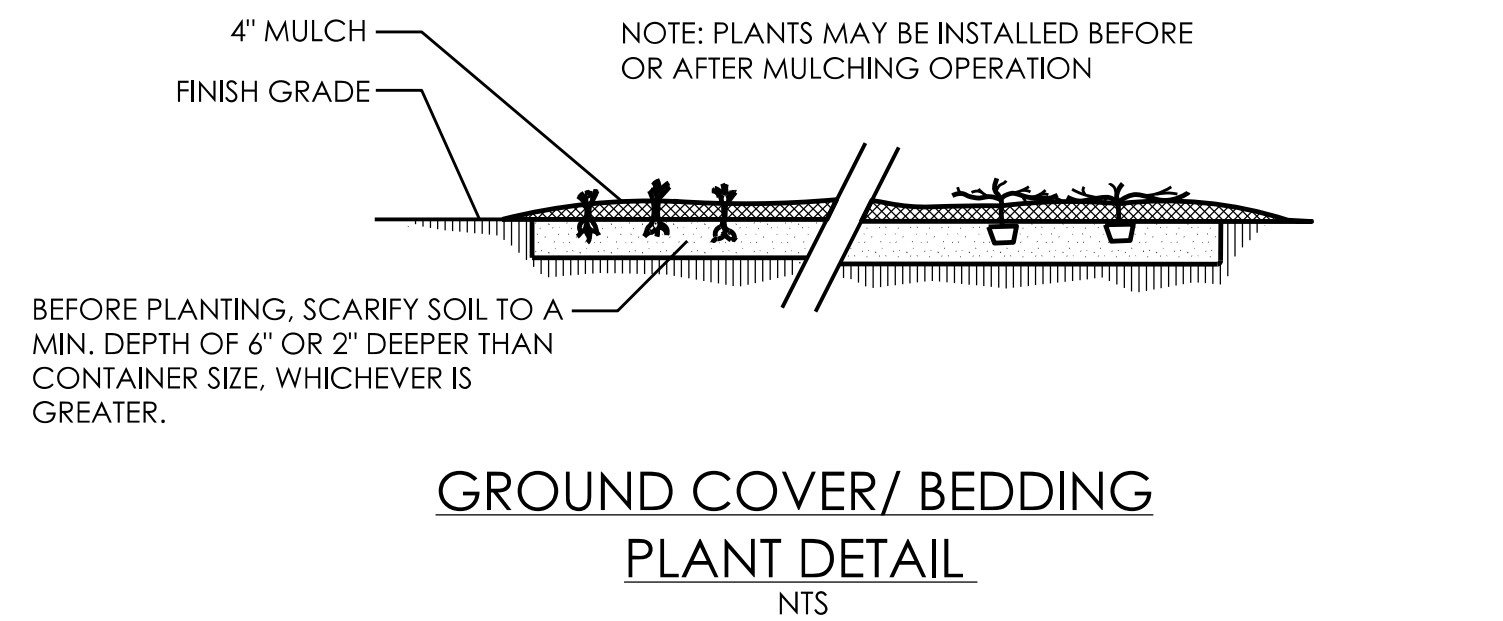 4" MULCH
FINISH GRADE
NOTE: PLANTS MAY BE INSTALLED BEFORE
OR AFTER MULCHING OPERATION
BEFORE PLANTING, SCARIFY SOIL TO A
MIN. DEPTH OF 6" OR 2" DEEPER THAN
CONTAINER SIZE, WHICHEVER IS
GREATER.
GROUND COVER/ BEDDING
PLANT DETAIL
NTS